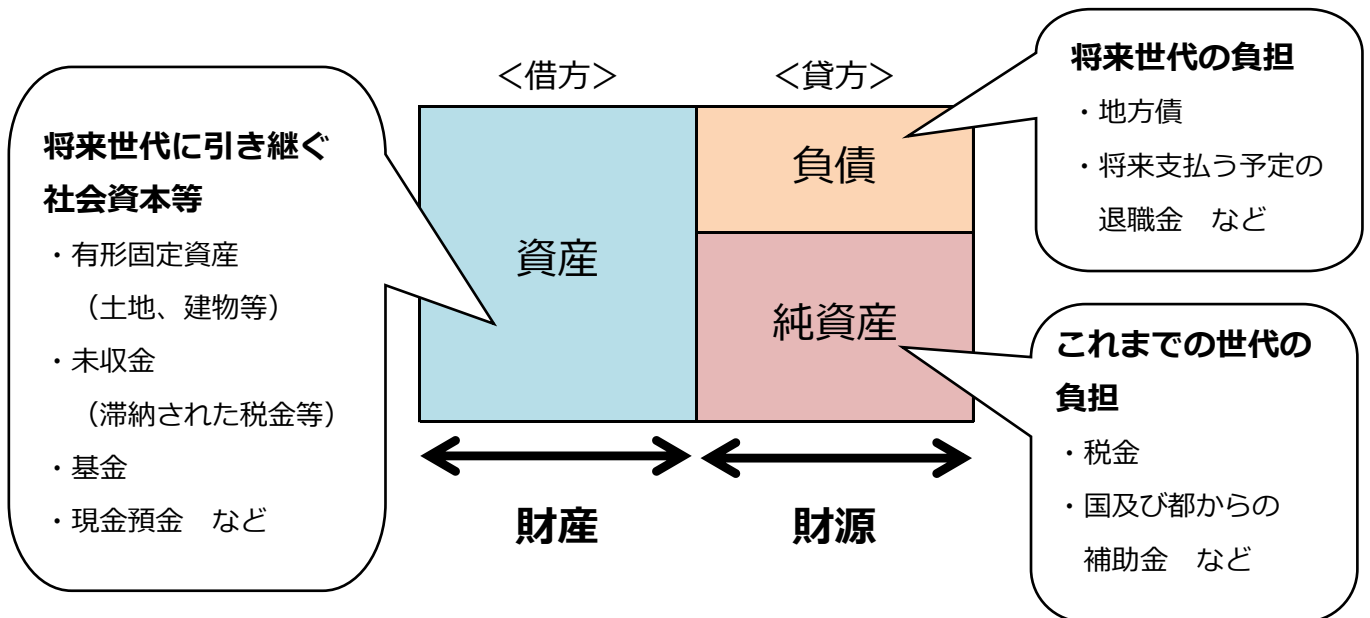 将来世代に引き継ぐ
社会資本等
・有形固定資産
（土地、建物等）
・未収金
（滞納された税金等）
・基金
・現金預金　など
＜借方＞
資産
財産
＜貸方＞
負債
純資産
財源
将来世代の負担
・地方債
・将来支払う予定の
退職金　など
これまでの世代の
負担
・税金
・国及び都からの
補助金　など